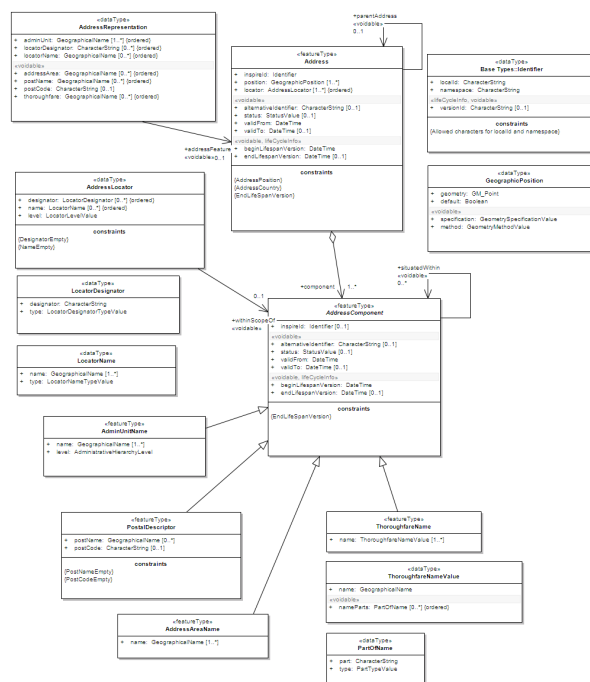 «dataType»
AddressRepresentation
+ adminUnit: GeographicalName [1..*] {ordered}
+ locatorDesignator: CharacterString [0..*] {ordered}
+ locatorName: GeographicalName [0..*] {ordered}
«voidable»
+ addressArea: GeographicalName [0..*] {ordered}
+ postName: GeographicalName [0..*] {ordered}
+ postCode: CharacterString [0..1]
+ thoroughfare: GeographicalName [0..*] {ordered}
+parentAddress
«voidable»
0..1
«featureType»
Address
+ inspireId: Identifier
+ position: GeographicPosition [1..*]
+ locator: AddressLocator [1..*] {ordered}
«voidable»
+ alternativeIdentifier: CharacterString [0..1]
+ status: StatusValue [0..1]
+ validFrom: DateTime
+ validTo: DateTime [0..1]
«voidable, lifeCycleInfo»
+ beginLifespanVersion: DateTime
+ endLifespanVersion: DateTime [0..1]
constraints
{AddressPosition}
{AddressCountry}
{EndLifeSpanVersion}
+addressFeature
«voidable» 0..1
«dataType»
Base Types::Identifier
+ localId: CharacterString
+ namespace: CharacterString
«lifeCycleInfo, voidable»
+ versionId: CharacterString [0..1]
constraints
{Allowed characters for localId and namespace}
«dataType»
GeographicPosition
+ geometry: GM_Point
+ default: Boolean
«voidable»
+ specification: GeometrySpecificationValue
+ method: GeometryMethodValue
«dataType»
AddressLocator
+ designator: LocatorDesignator [0..*] {ordered}
+ name: LocatorName [0..*] {ordered}
+ level: LocatorLevelValue
constraints
{DesignatorEmpty}
{NameEmpty}
«dataType»
LocatorDesignator
+ designator: CharacterString
+ type: LocatorDesignatorTypeValue
0..1
+withinScopeOf
«voidable»
+component 1..*
+situatedWithin
«voidable»
0..*
«featureType»
AddressComponent
+ inspireId: Identifier [0..1]
«voidable»
+ alternativeIdentifier: CharacterString [0..1]
+ status: StatusValue [0..1]
+ validFrom: DateTime
+ validTo: DateTime [0..1]
«voidable, lifeCycleInfo»
+ beginLifespanVersion: DateTime
+ endLifespanVersion: DateTime [0..1]
constraints
{EndLifeSpanVersion}
«dataType»
LocatorName
+ name: GeographicalName [1..*]
+ type: LocatorNameTypeValue
«featureType»
AdminUnitName
+ name: GeographicalName [1..*]
+ level: AdministrativeHierarchyLevel
«featureType»
PostalDescriptor
+ postName: GeographicalName [0..*]
+ postCode: CharacterString [0..1]
constraints
{PostNameEmpty}
{PostCodeEmpty}
«featureType»
ThoroughfareName
+ name: ThoroughfareNameValue [1..*]
«dataType»
ThoroughfareNameValue
+ name: GeographicalName
«voidable»
+ nameParts: PartOfName [0..*] {ordered}
«featureType»
AddressAreaName
+ name: GeographicalName [1..*]
«dataType»
PartOfName
+ part: CharacterString
+ type: PartTypeValue